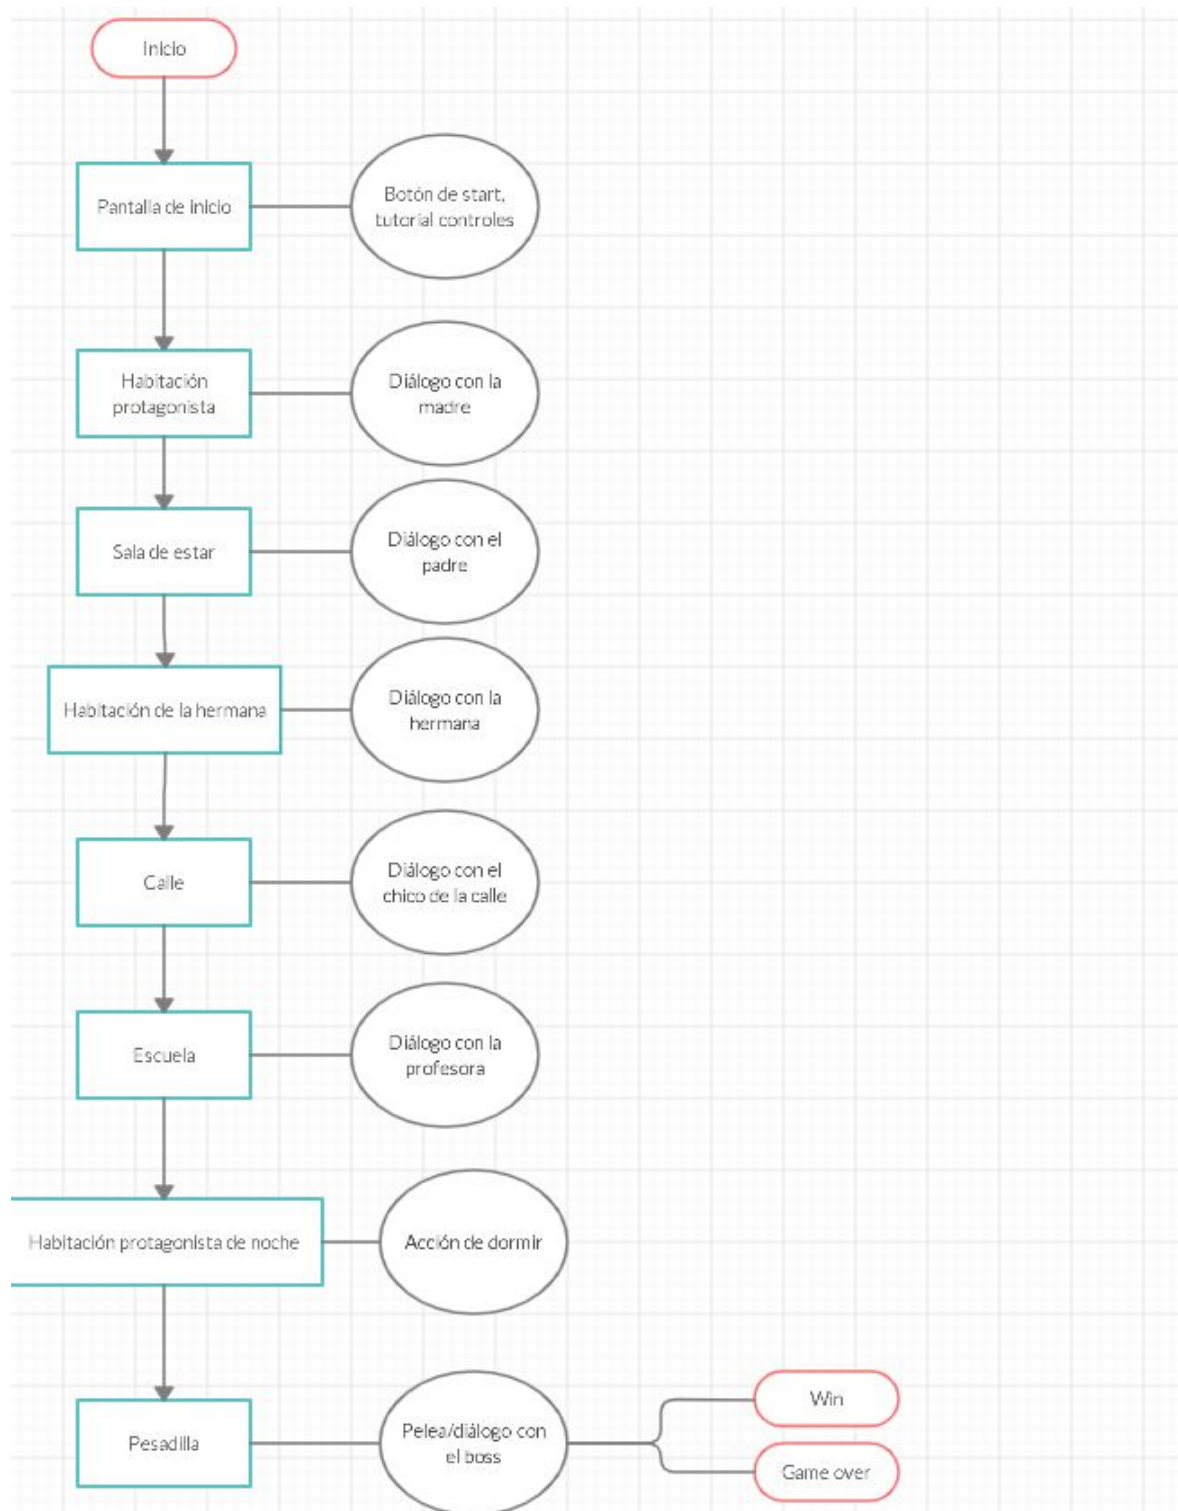 Inicio
Pantalla de inicio
Botón de start,
tutorial controles
Habitación
protagonista
Diálogo con la
madre
Sala de estar
Diálogo con el
padre
Habitación de la hermana
Diálogo con la
hermana
Calle
Diálogo con el
chico de la calle
Escuela
Diálogo con la
profesora
Habitación protagonista de noche
Acción de dormir
Pesadilla
Pelea/diálogo con
el boss
Win
Game over